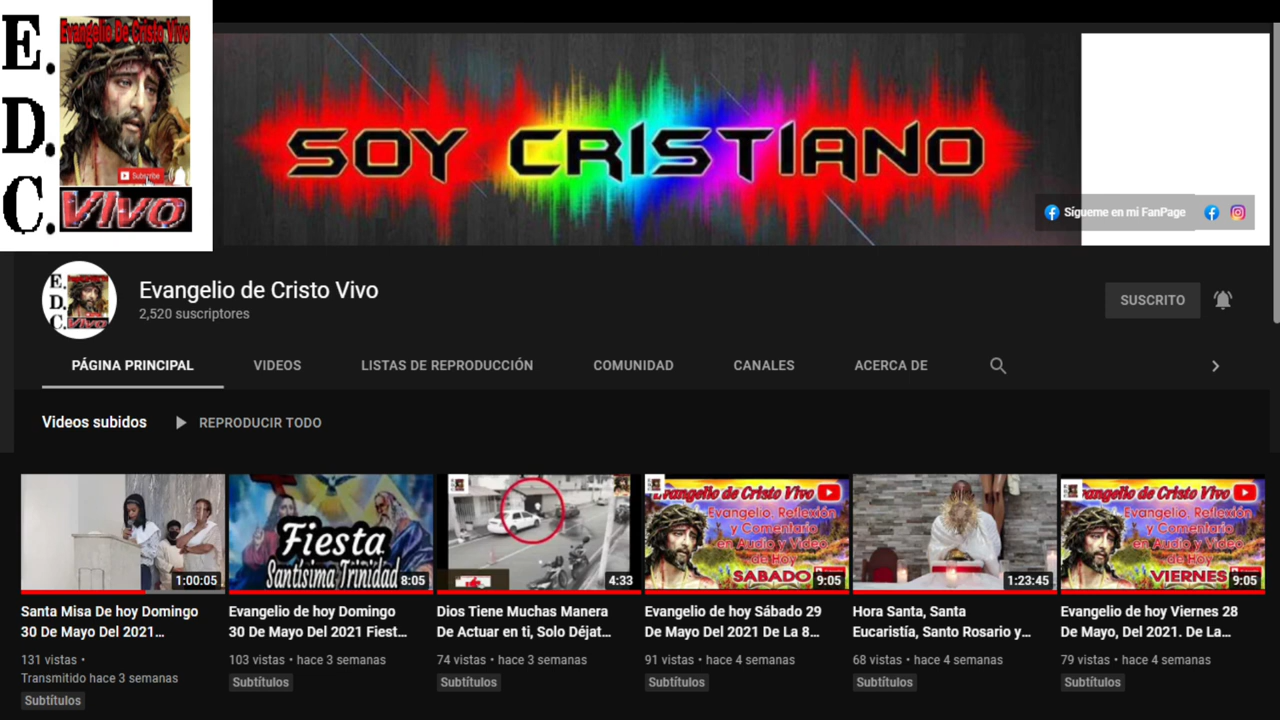 E.
D.
C.
Evangelio De Cristo Vivo
Subscribe
Vivo
SOY CRISTIANO
Sígueme en mi FanPage
E.
D.
C.
Vivo
Evangelio de Cristo Vivo
2,520 suscriptores
SUSCRITO
PÁGINA PRINCIPAL
VIDEOS
LISTAS DE REPRODUCCIÓN
COMUNIDAD
CANALES
ACERCA DE
Videos subidos
REPRODUCIR TODO
1:00:05
Santa Misa De hoy Domingo
30 De Mayo Del 2021...
131 vistas •
Transmitido hace 3 semanas
Subtítulos
Fiesta
Santísima Trinidad
8:05
Evangelio de hoy Domingo
30 De Mayo Del 2021 Fiest...
103 vistas • hace 3 semanas
Subtítulos
4:33
Dios Tiene Muchas Manera
De Actuar en ti, Solo Déjat...
74 vistas • hace 3 semanas
Subtítulos
Evangelio de Cristo Vivo
Evangelio, Reflexión
y Comentario
en Audio y Video
de Hoy
SABADO
9:05
Evangelio de hoy Sábado 29
De Mayo Del 2021 De La 8...
91 vistas • hace 4 semanas
Subtítulos
1:23:45
Hora Santa, Santa
Eucaristía, Santo Rosario y...
68 vistas • hace 4 semanas
Subtítulos
Evangelio de Cristo Vivo
Evangelio, Reflexión
y Comentario
en Audio y Video
de Hoy
VIERNES
9:05
Evangelio de hoy Viernes 28
De Mayo, Del 2021. De La...
79 vistas • hace 4 semanas
Subtítulos